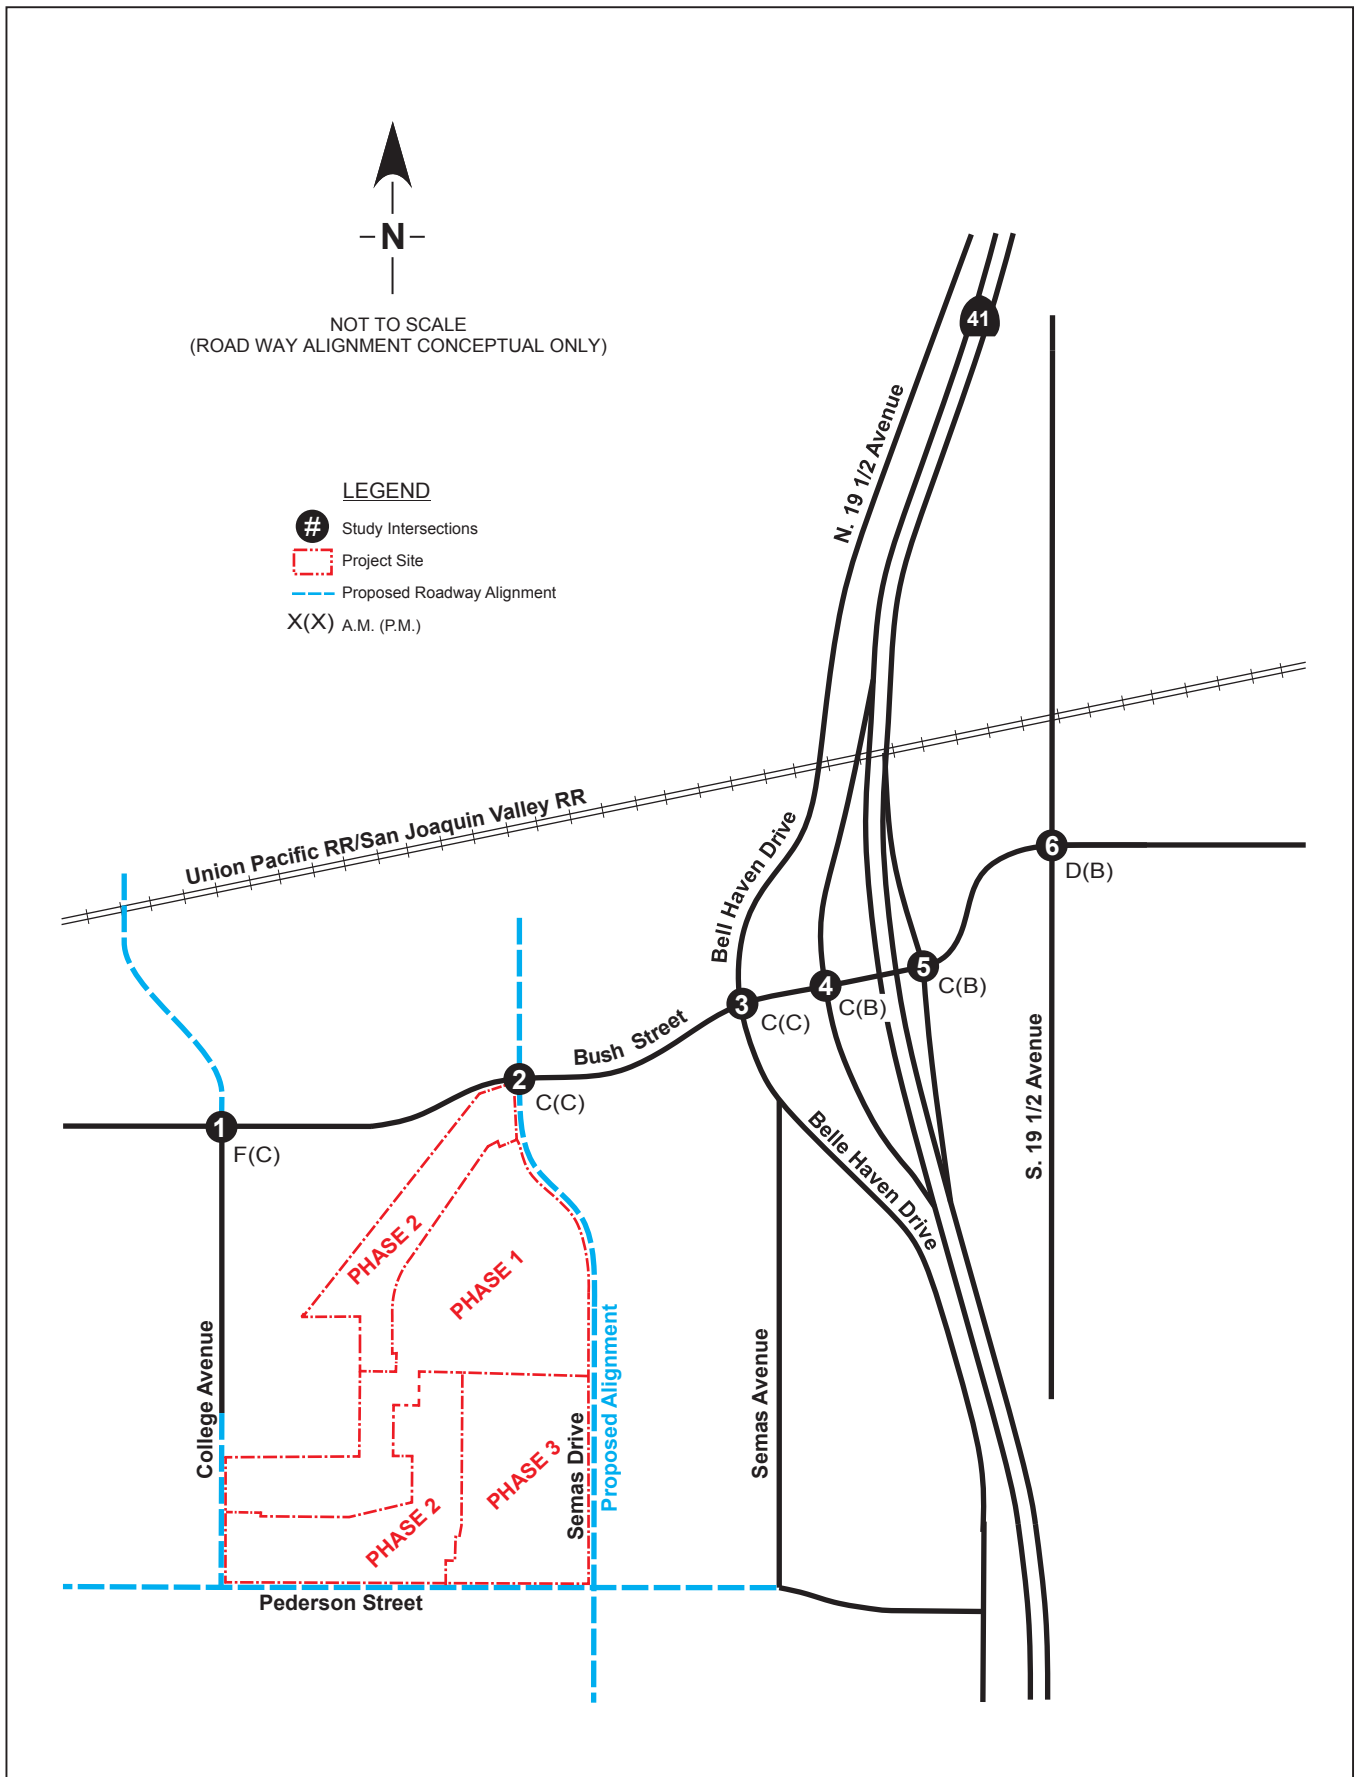 N
NOT TO SCALE
(ROAD WAY ALIGNMENT CONCEPTUAL ONLY)
41
N. 19 1/2 Avenue
LEGEND
# Study Intersections
Project Site
Proposed Roadway Alignment
X(X) A.M. (P.M.)
Union Pacific RR/San Joaquin Valley RR
Bell Haven Drive
6
D(B)
5
C(B)
4
C(B)
3
C(C)
Bush Street
2
C(C)
1
F(C)
S. 19 1/2 Avenue
Belle Haven Drive
PHASE 2
PHASE 1
College Avenue
Semas Drive
Proposed Alignment
Semas Avenue
PHASE 3
PHASE 2
Pederson Street